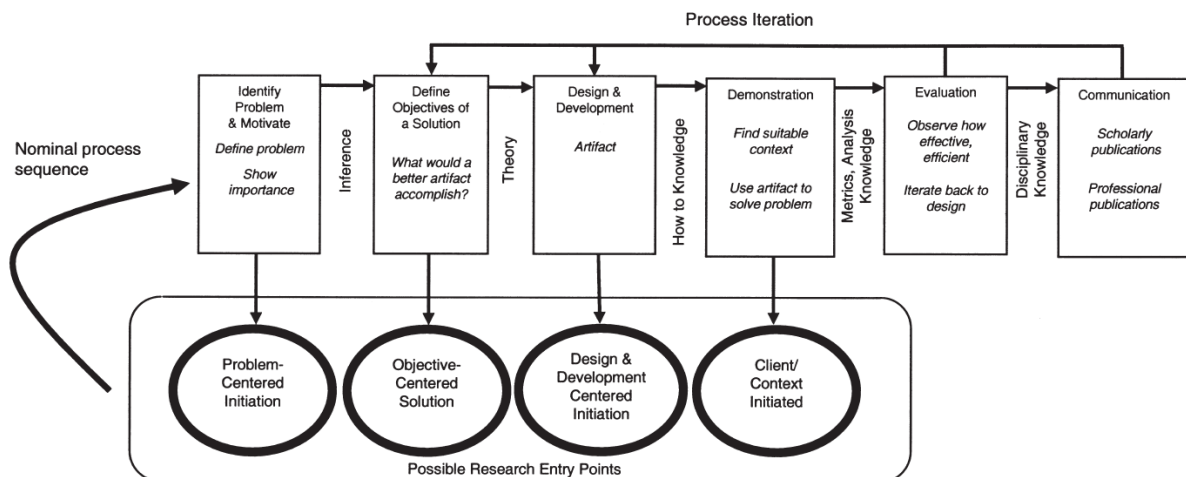 Process Iteration
Nominal process
sequence
Identify
Problem
& Motivate
Define problem
Show
importance
Inference
Define
Objectives of
a Solution
What would a
better artifact
accomplish?
Theory
Design &
Development
Artifact
How to Knowledge
Demonstration
Find suitable
context
Use artifact to
solve problem
Metrics, Analysis
Knowledge
Evaluation
Observe how
effective,
efficient
Iterate back to
design
Disciplinary
Knowledge
Communication
Scholarly
publications
Professional
publications
Problem-
Centered
Initiation
Objective-
Centered
Solution
Design &
Development
Centered
Initiation
Client/
Context
Initiated
Possible Research Entry Points